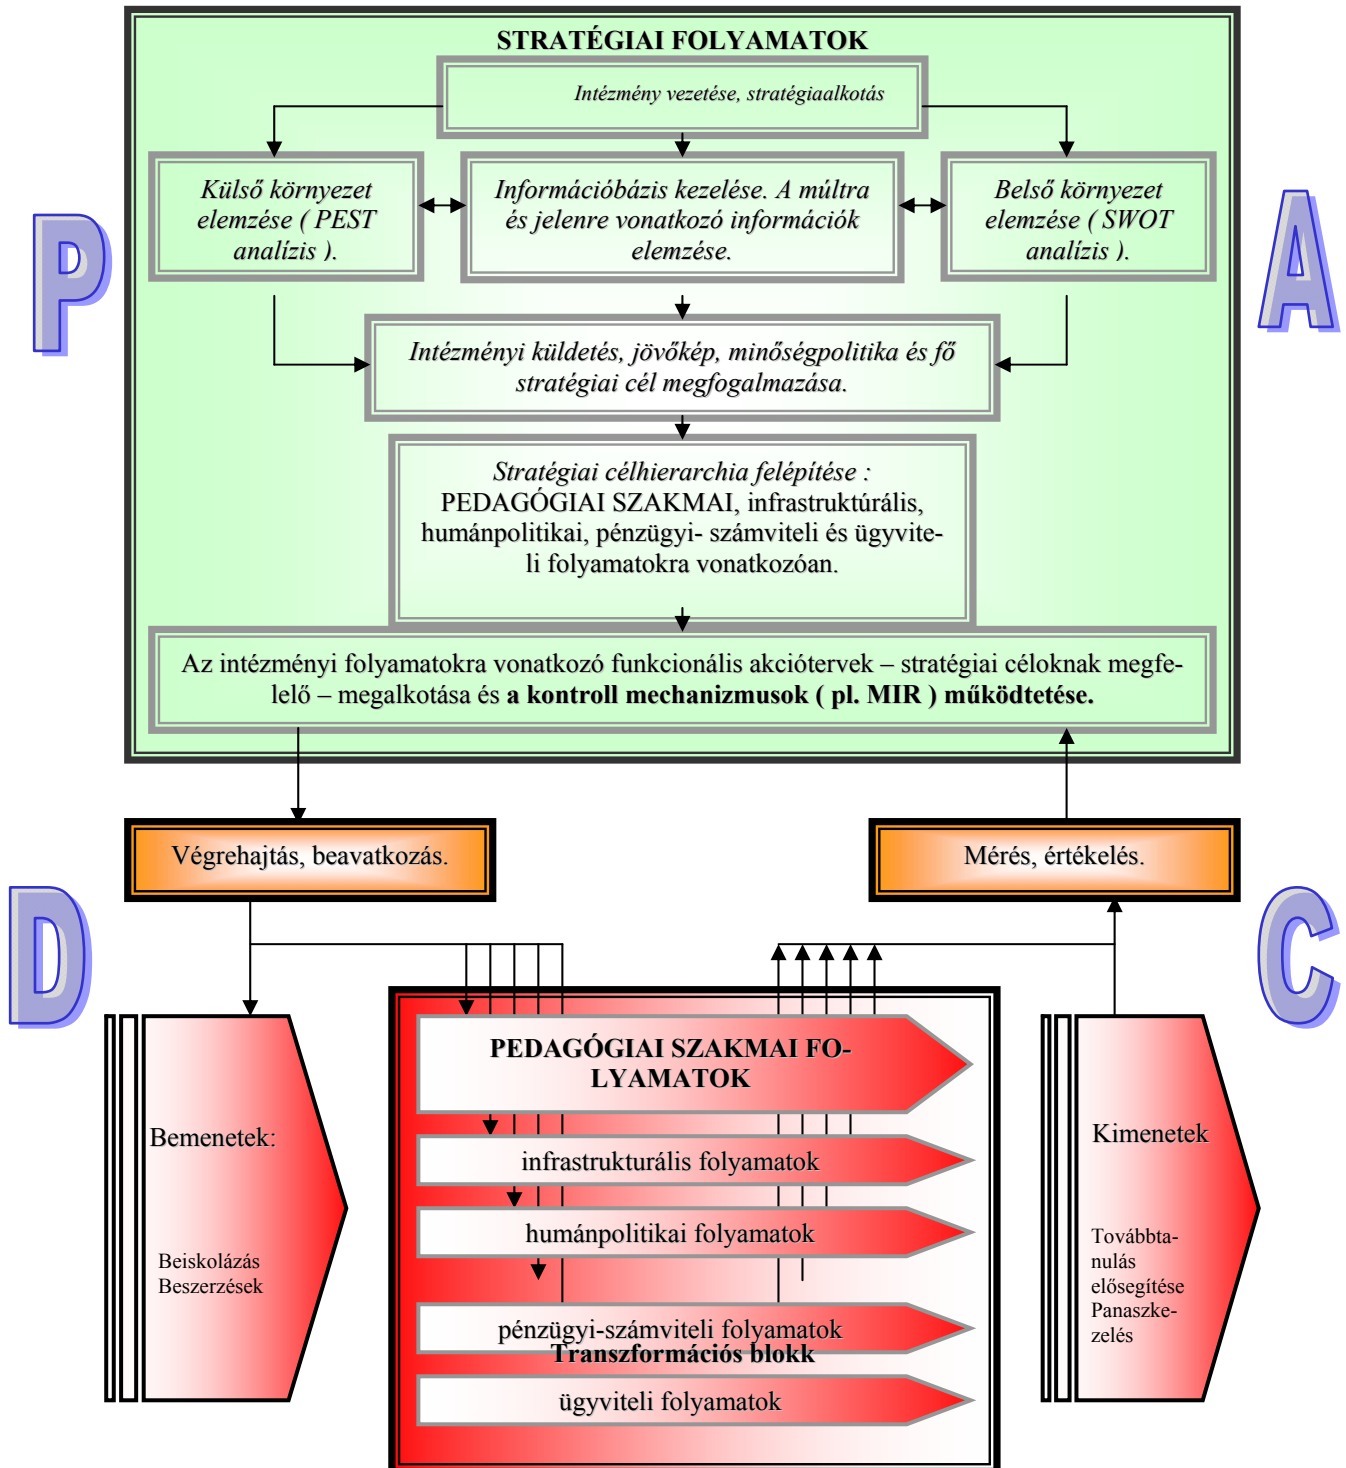 STRATÉGIAI FOLYAMATOK
Intézmény vezetése, stratégiaalkotás
Külső környezet
elemzése ( PEST
analízis ).
Információbázis kezelése. A múltra
és jelenre vonatkozó információk
elemzése.
Belső környezet
elemzése ( SWOT
analízis ).
P
A
Intézményi küldetés, jövőkép, minőségpolitika és fő
stratégiai cél megfogalmazása.
Stratégiai célhierarchia felépítése :
PEDAGÓGIAI SZAKMAI, infrastruktúrális,
humánpolitikai, pénzügyi- számviteli és ügyvite-
li folyamatokra vonatkozóan.
Az intézményi folyamatokra vonatkozó funkcionális akciótervek – stratégiai céloknak megfe-
lelő – megalkotása és a kontroll mechanizmusok ( pl. MIR ) működtetése.
Végrehajtás, beavatkozás.
Mérés, értékelés.
D
C
Bemenetek:
Beiskolázás
Beszerzések
PEDAGÓGIAI SZAKMAI FO-
LYAMATOK
infrastrukturális folyamatok
humánpolitikai folyamatok
pénzügyi-számviteli folyamatok
Transzformációs blokk
ügyviteli folyamatok
Kimenetek
Továbbta-
nulás
elősegítése
Panaszke-
zelés